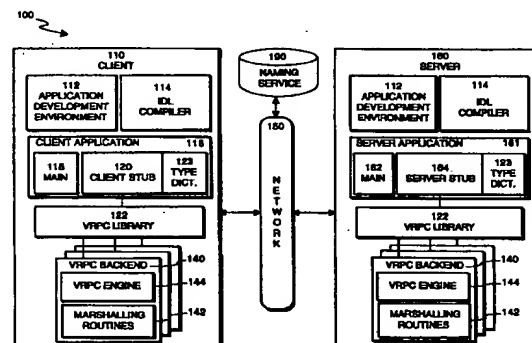 100
110
CLIENT
112
APPLICATION
DEVELOPMENT
ENVIRONMENT
114
IDL
COMPILER
CLIENT APPLICATION
116
118
MAIN
120
CLIENT STUB
123
TYPE
DICT.
122
VRPC LIBRARY
VRPC BACKEND
140
VRPC ENGINE
144
MARSHALLING
ROUTINES
142
190
NAMING
SERVICE
150
NETWORK
160
SERVER
112
APPLICATION
DEVELOPMENT
ENVIRONMENT
114
IDL
COMPILER
SERVER APPLICATION
161
162
MAIN
164
SERVER STUB
123
TYPE
DICT.
122
VRPC LIBRARY
VRPC BACKEND
140
VRPC ENGINE
144
MARSHALLING
ROUTINES
142